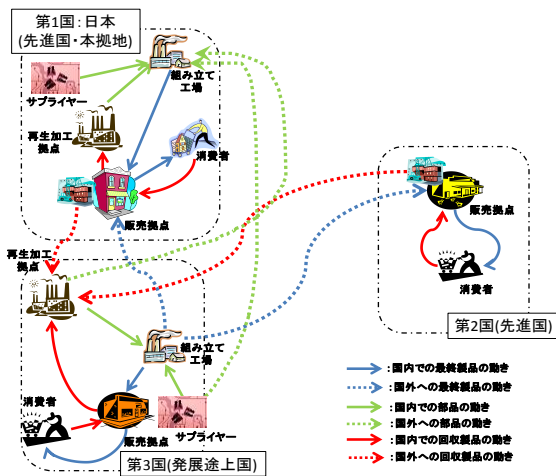 第1国：日本
(先進国・本拠地)
組み立て
工場
サプライヤー
再生加工
拠点
消費者
販売拠点
販売拠点
消費者
第2国(先進国)
再生加工
拠点
組み立て
工場
消費者
販売拠点
サプライヤー
第3国(発展途上国)
：国内での最終製品の動き
：国外への最終製品の動き
：国内での部品の動き
：国外への部品の動き
：国内での回収製品の動き
：国外への回収製品の動き